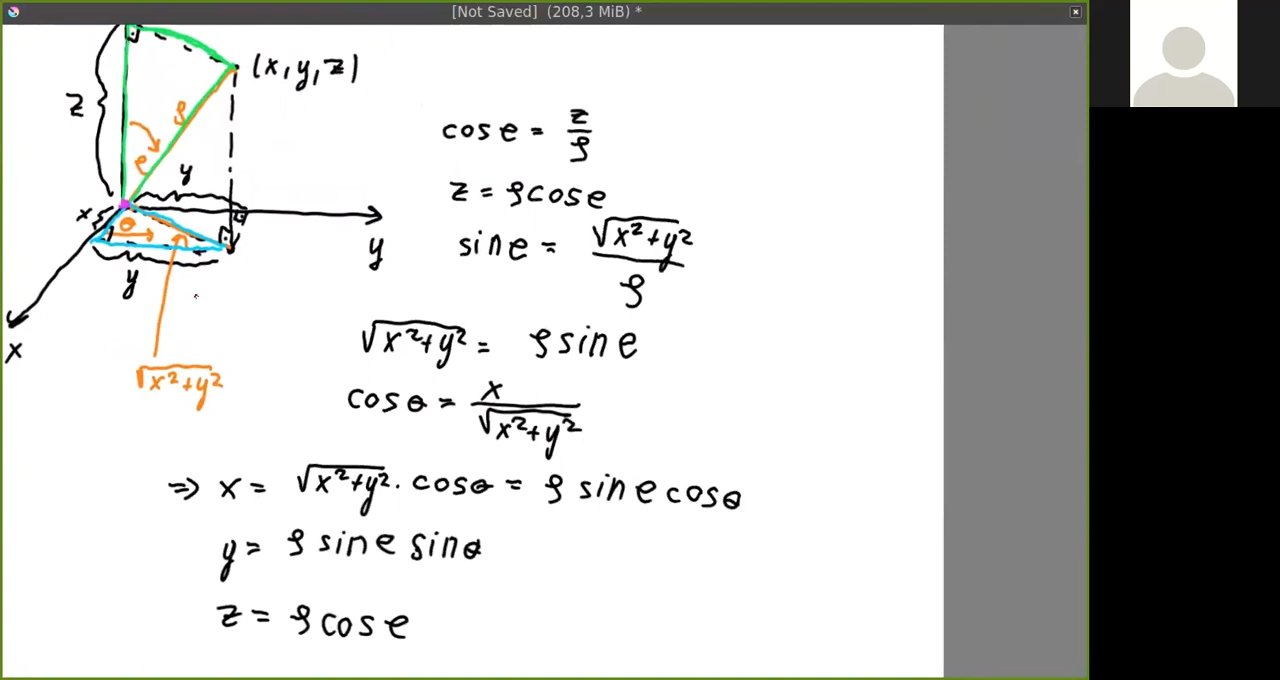 [Not Saved] (208,3 MiB) *
(x, y, z)
z
ρ
φ
y
x
θ
y
y
x
√x²+y²
cos φ = z/ρ
z = ρ cos φ
sin φ = √x²+y² / ρ
√x²+y² = ρ sin φ
cos θ = x / √x²+y²
⇒ x = √x²+y² · cos θ = ρ sin φ cos θ
y = ρ sin φ sin θ
z = ρ cos φ